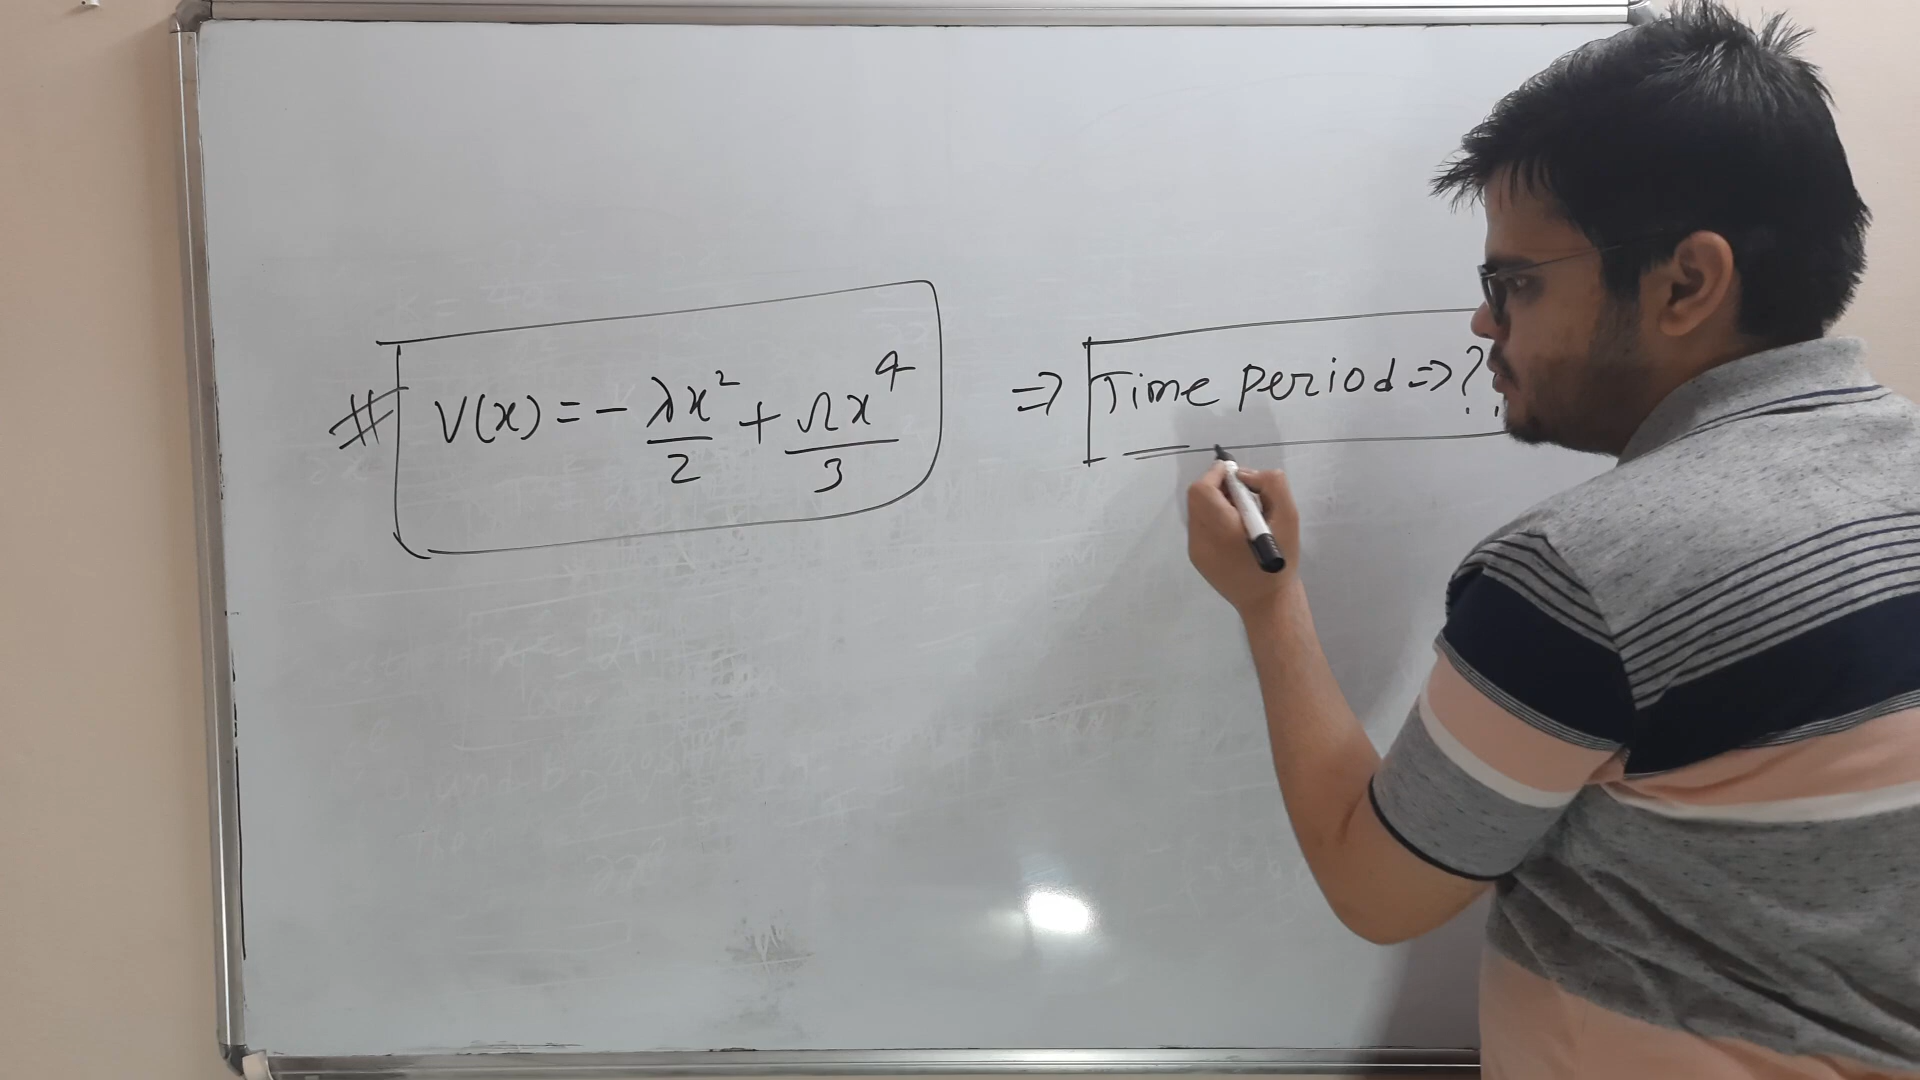 # V(x) = - λx²/2 + Ωx⁴/3 ⇒ Time period ⇒ ??